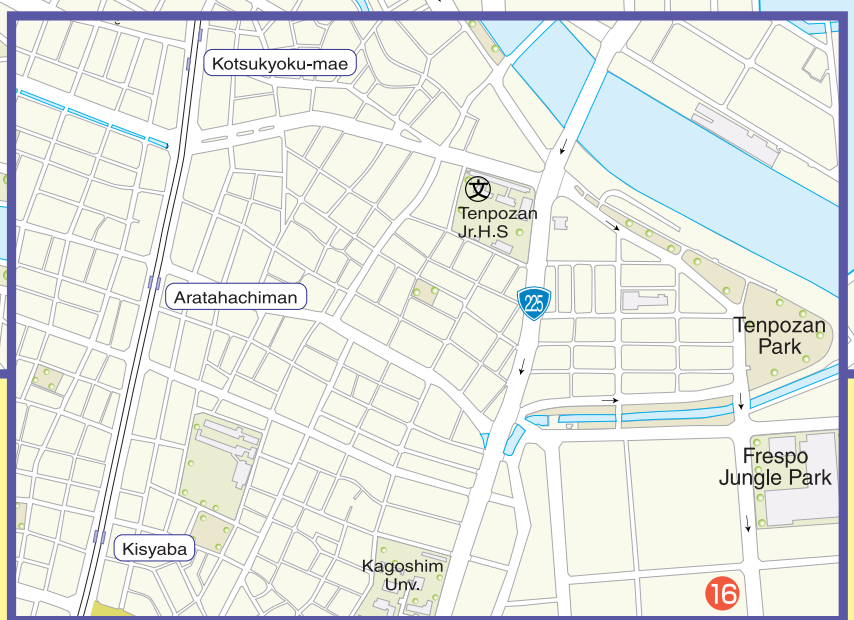 Kotsukyoku-mae
文
Tenpozan
Jr.H.S
Aratahachiman
225
Tenpozan
Park
Frespo
Jungle Park
Kisyaba
Kagoshim
Unv.
16